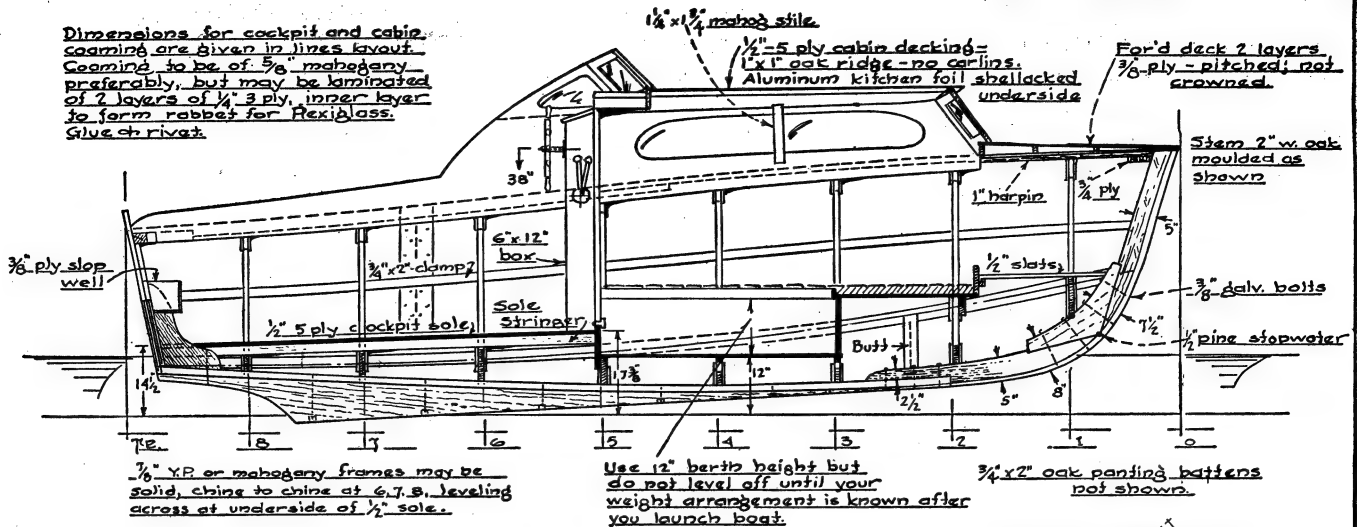 Dimensions for cockpit and cabin
coaming are given in lines layout.
Coaming to be of 5/8" mahogany
preferably, but may be laminated
of 2 layers of 1/4" 3 ply, inner layer
to form rabbet for Plexiglass.
Glue or rivet.
1 1/4" x 1 3/4" mahog stile
1/2" - 5 ply cabin decking -
1" x 1" oak ridge - no carlins.
Aluminum kitchen foil shellacked
underside
For'd deck 2 layers
3/8" ply - pitched; not
crowned.
Stem 2" w. oak
moulded as
shown
38"
1" harpin
3/4" ply
5"
6" x 12"
box
3/8" ply slop
well
3/4" x 2" clamp
1/2" slats
3/8" galv. bolts
Sole
Stringer
1/2" 5 ply cockpit sole
7 1/2"
1/2" pine stopwater
Butt
14 1/2
17 3/8"
12"
2 1/2"
5"
8"
T.R. 8 7 6 5 4 3 2 1 0
7/8" Y.P. or mahogany frames may be
solid, chine to chine at 6, 7, 8, leveling
across at underside of 1/2" sole.
Use 12" berth height but
do not level off until your
weight arrangement is known after
you launch boat.
3/4" x 2" oak panting battens
not shown.